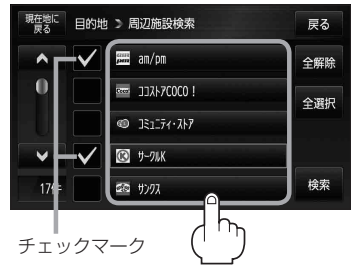 現在地に
戻る
目的地 周辺施設検索
戻る
am/pm
全解除
ココストアCOCO!
全選択
コミュニティ・ストア
サークルK
17件
サンクス
検索
チェックマーク